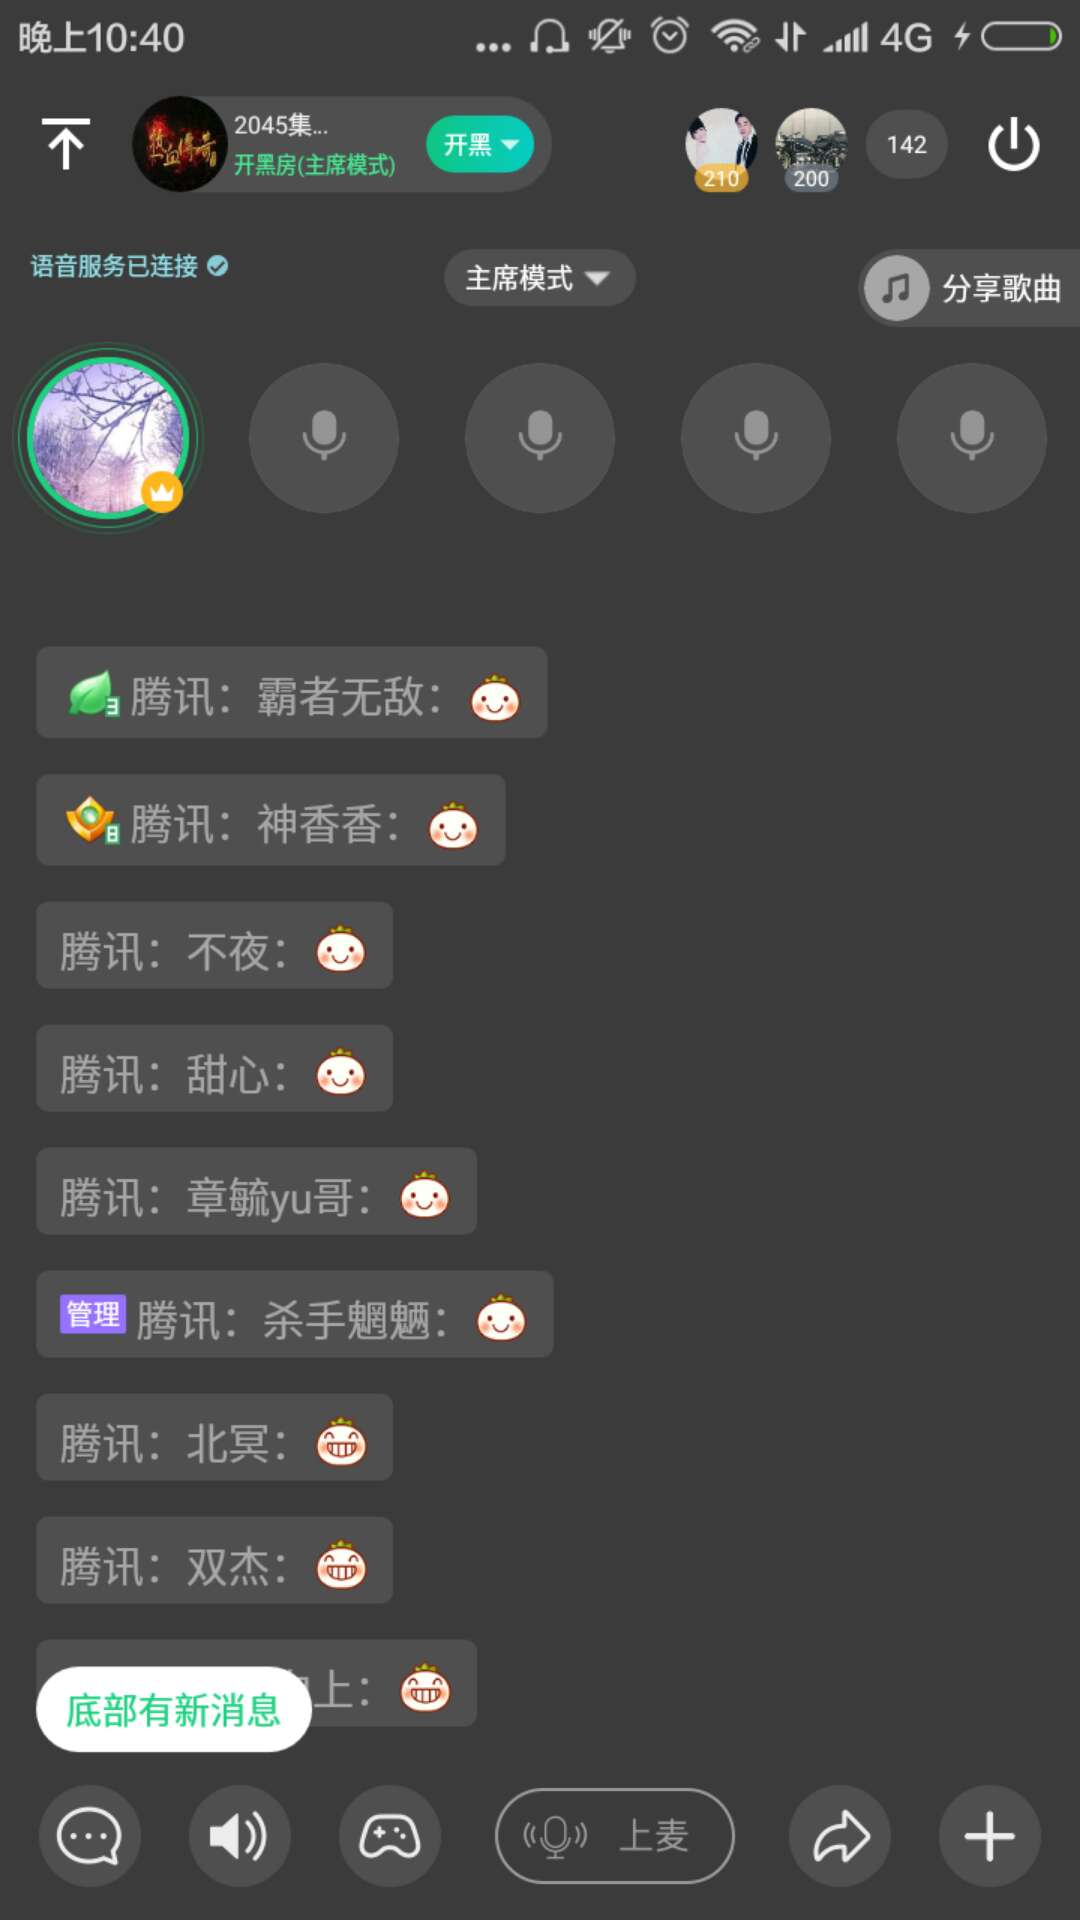 晚上10:40
4G
热血传奇
2045集...
开黑房(主席模式)
开黑
210
200
142
语音服务已连接
主席模式
分享歌曲
3 腾讯：霸者无敌：
8 腾讯：神香香：
腾讯：不夜：
腾讯：甜心：
腾讯：章毓yu哥：
管理 腾讯：杀手魍魉：
腾讯：北冥：
腾讯：双杰：
上：
底部有新消息
上麦